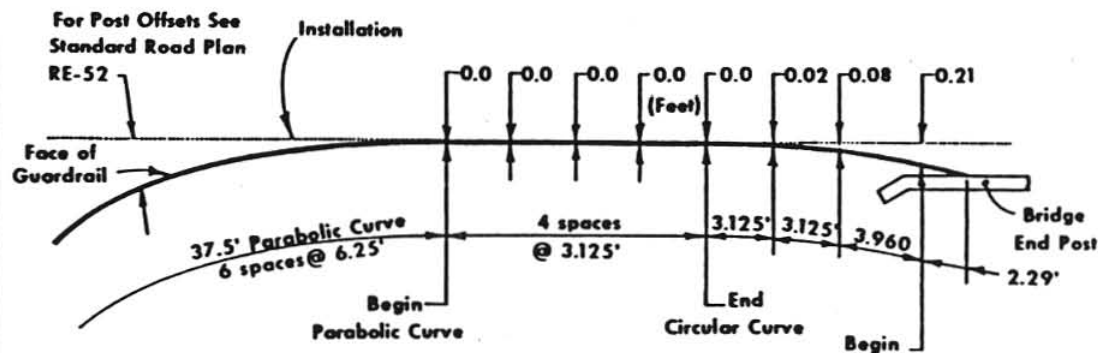 For Post Offsets See
Standard Road Plan
RE-52
Installation
0.0
0.0
0.0
0.0
0.0
0.02
0.08
0.21
(Feet)
Face of
Guardrail
37.5' Parabolic Curve
6 spaces @ 6.25'
4 spaces
@ 3.125'
3.125'
3.125'
3.960
2.29'
Bridge
End Post
Begin
Parabolic Curve
End
Circular Curve
Begin